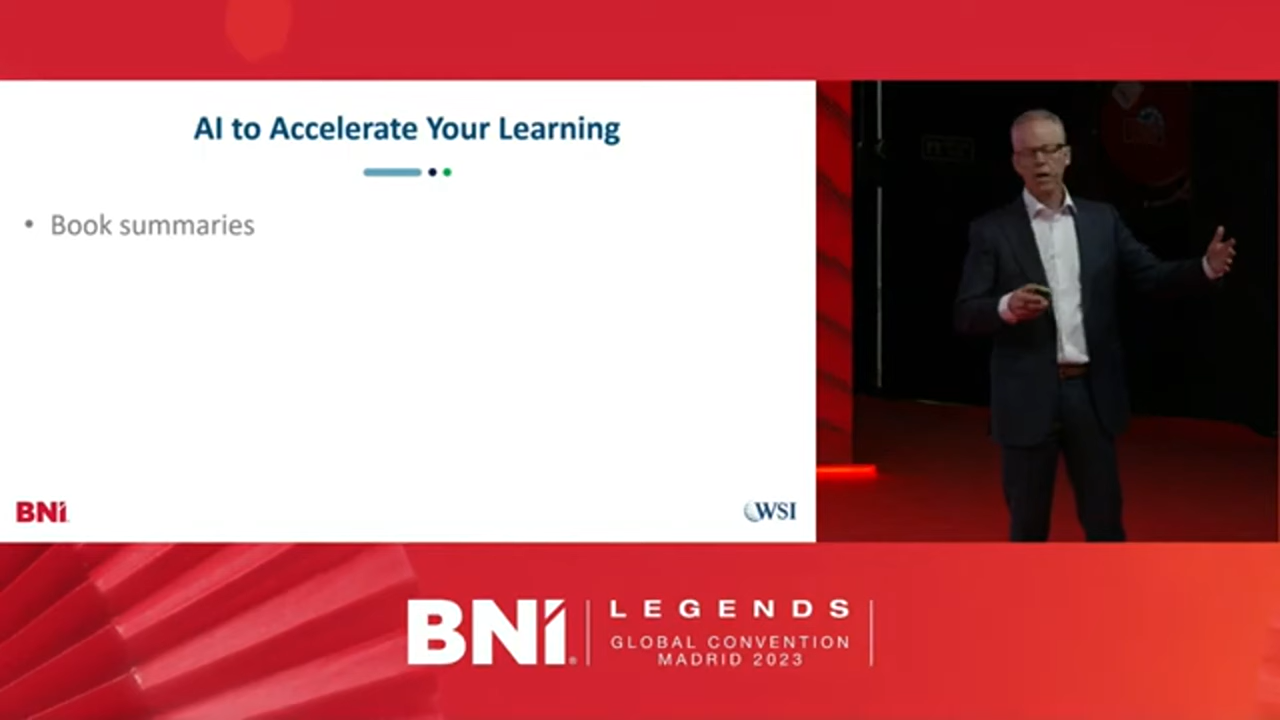 AI to Accelerate Your Learning
• Book summaries
BNI
WSI
BNI
LEGENDS
GLOBAL CONVENTION
MADRID 2023